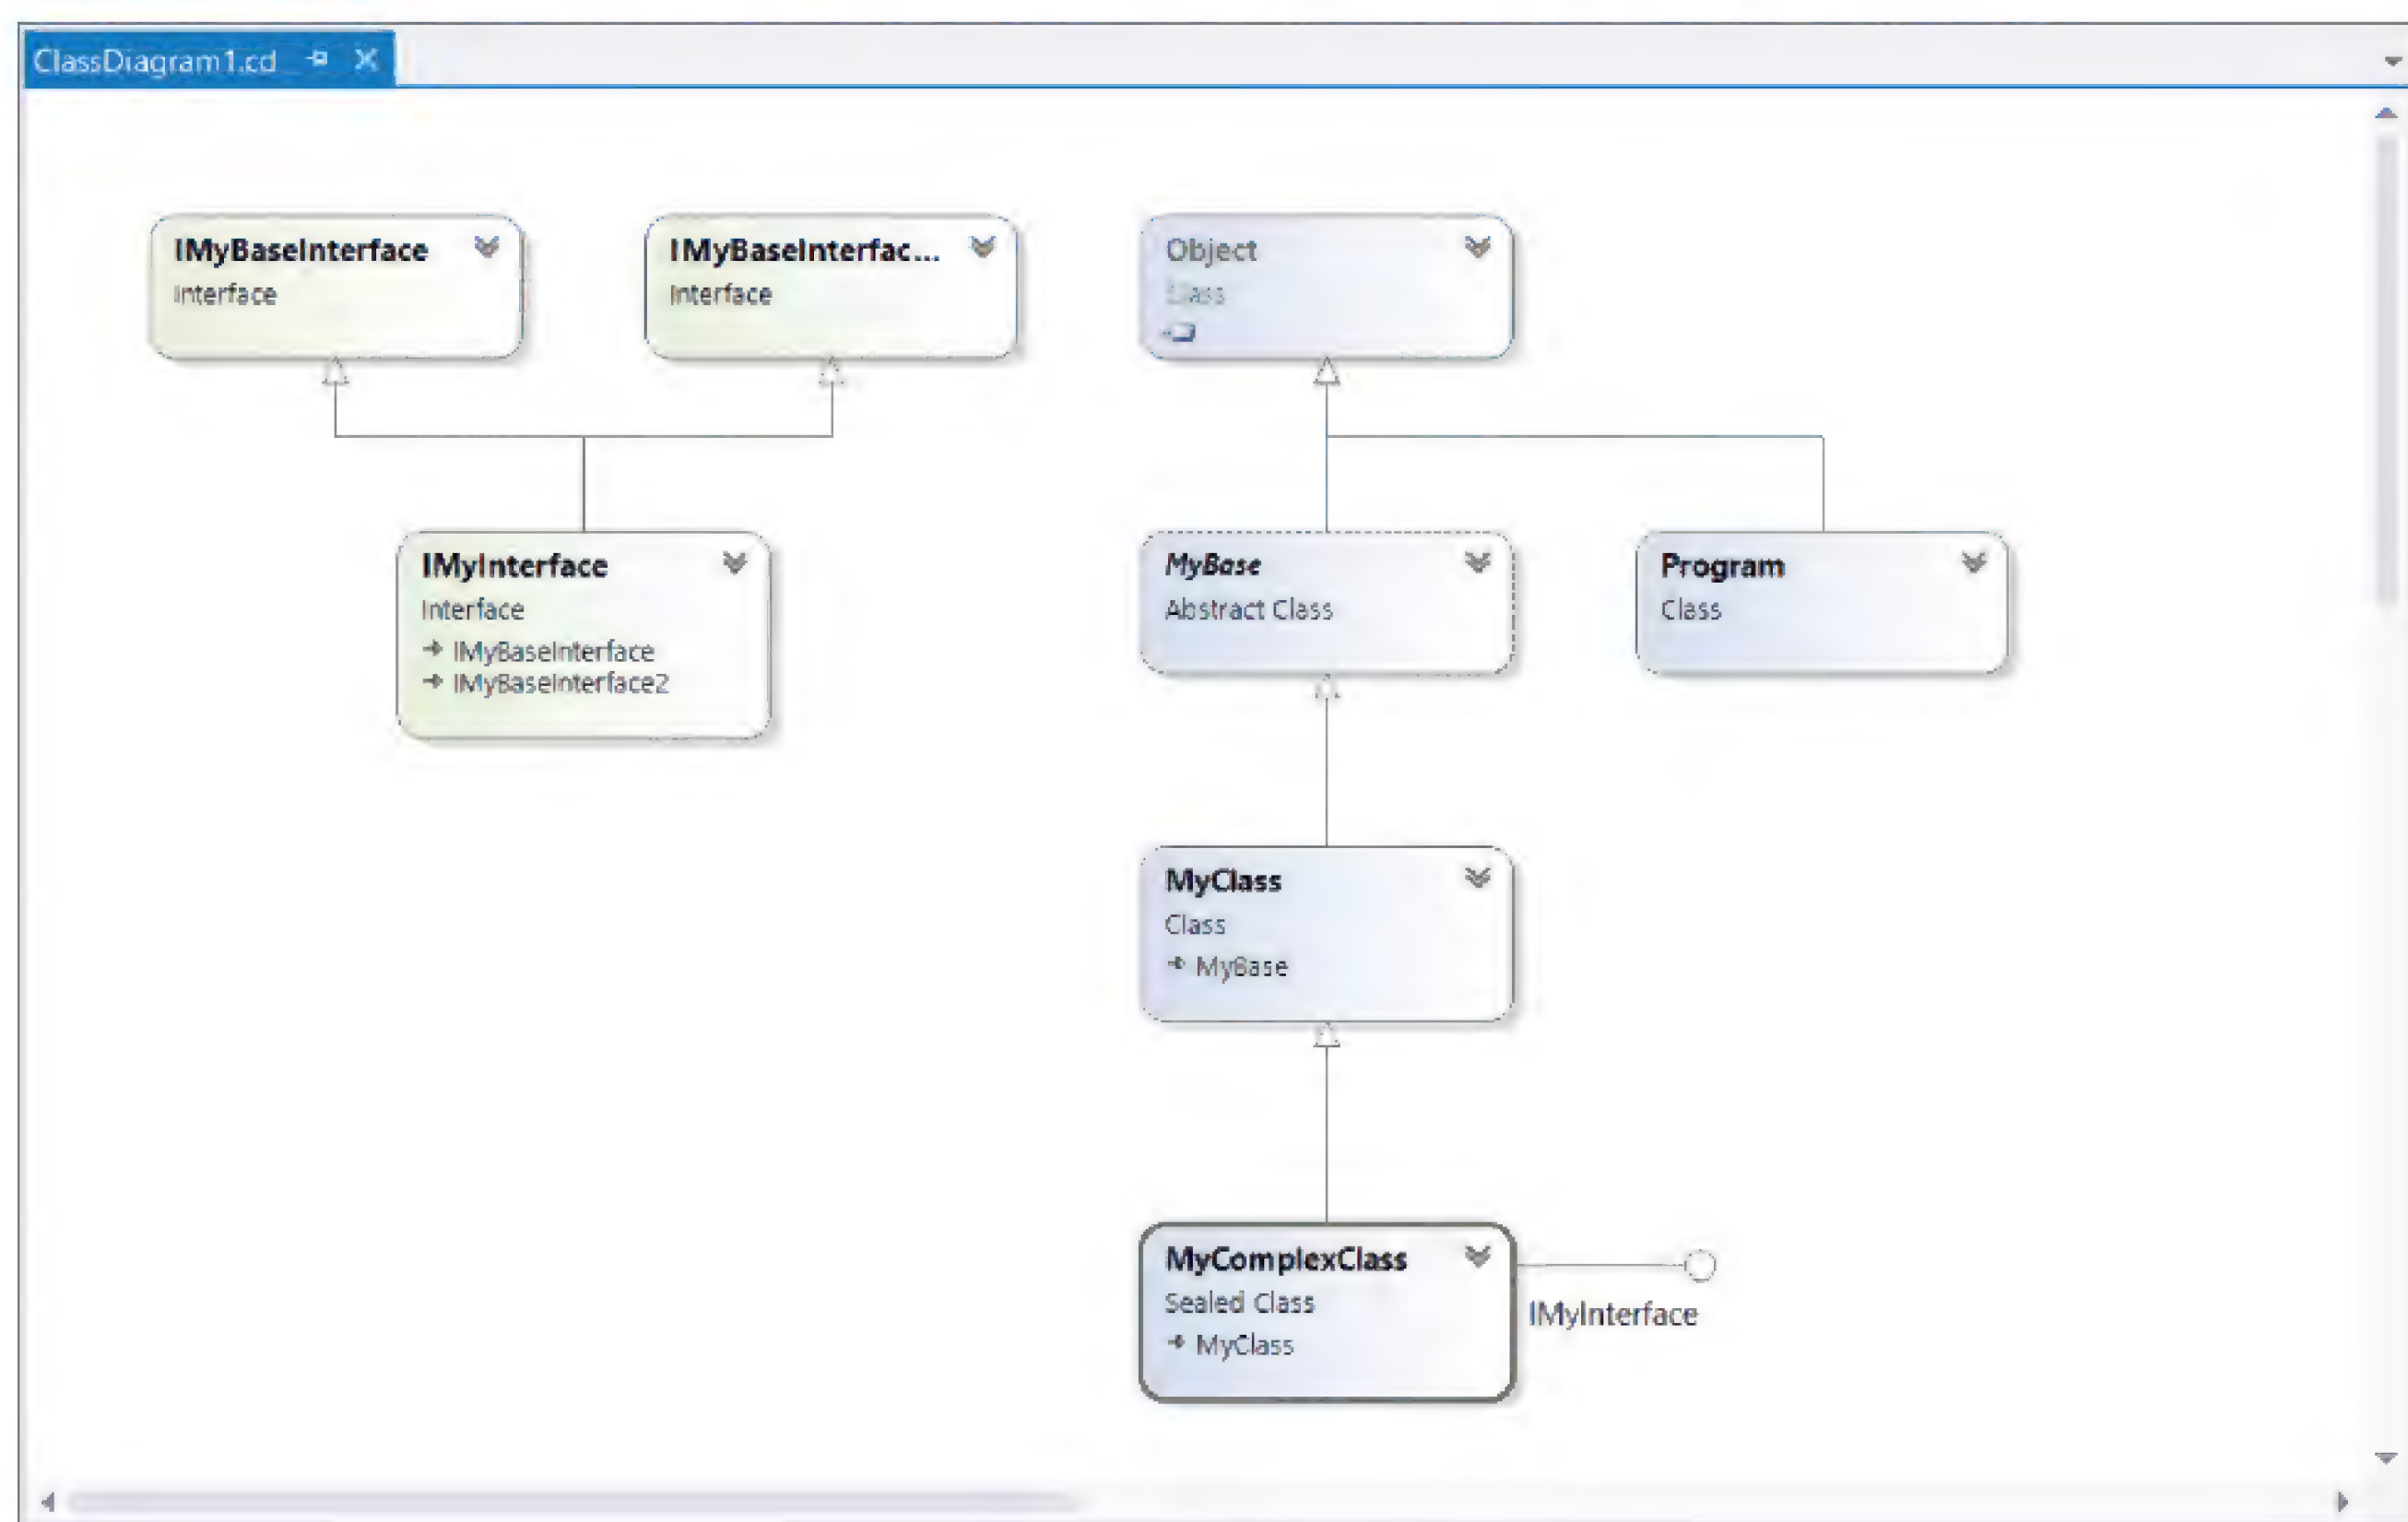 ClassDiagram1.cd
IMyBaseInterface
Interface
IMyBaseInterfac...
Interface
Object
Class
IMyInterface
Interface
IMyBaseInterface
IMyBaseInterface2
MyBase
Abstract Class
Program
Class
MyClass
Class
MyBase
MyComplexClass
Sealed Class
MyClass
IMyInterface